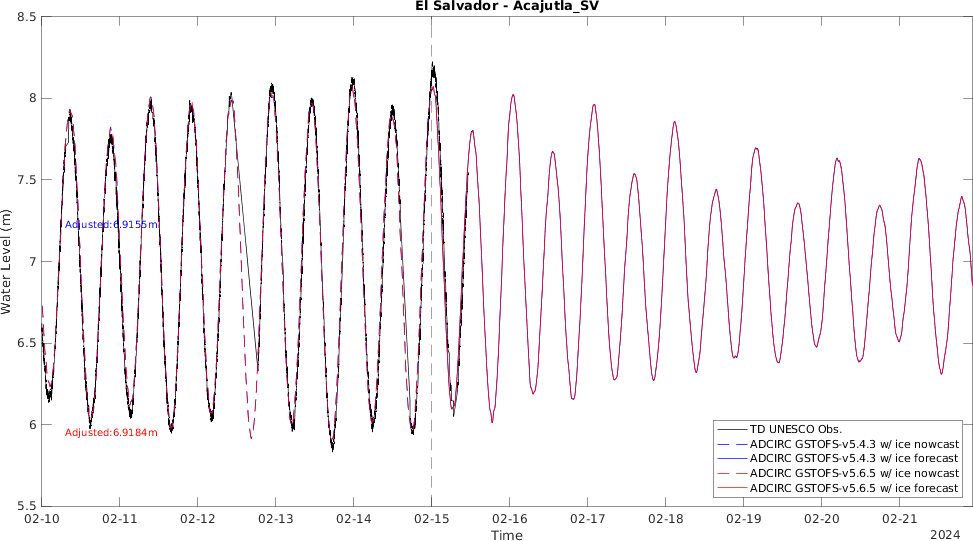 El Salvador - Acajutla_SV
8.5
8
7.5
7
6.5
6
5.5
Water Level (m)
Adjusted:6.9155m
Adjusted:6.9184m
TD UNESCO Obs.
ADCIRC GSTOFS-v5.4.3 w/ ice nowcast
ADCIRC GSTOFS-v5.4.3 w/ ice forecast
ADCIRC GSTOFS-v5.6.5 w/ ice nowcast
ADCIRC GSTOFS-v5.6.5 w/ ice forecast
02-10 02-11 02-12 02-13 02-14 02-15 02-16 02-17 02-18 02-19 02-20 02-21
Time
2024